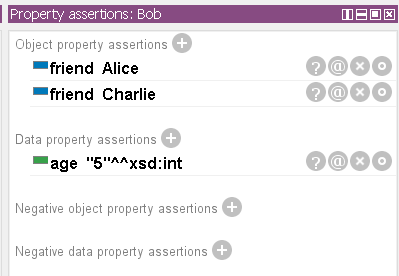 Property assertions: Bob
Object property assertions
friend Alice
friend Charlie
Data property assertions
age "5"^^xsd:int
Negative object property assertions
Negative data property assertions